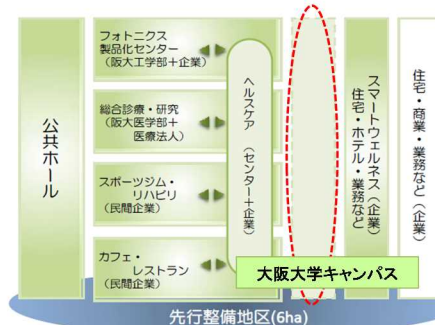 公共ホール
フォトニクス
製品化センター
（阪大工学部＋企業）
総合診療・研究
（阪大医学部＋
医療法人）
スポーツジム・
リハビリ
（民間企業）
カフェ・
レストラン
（民間企業）
ヘルスケア （センター＋企業）
スマートウェルネス（企業）
住宅・ホテル・業務など
住宅・商業・業務など（企業）
大阪大学キャンパス
先行整備地区(6ha)